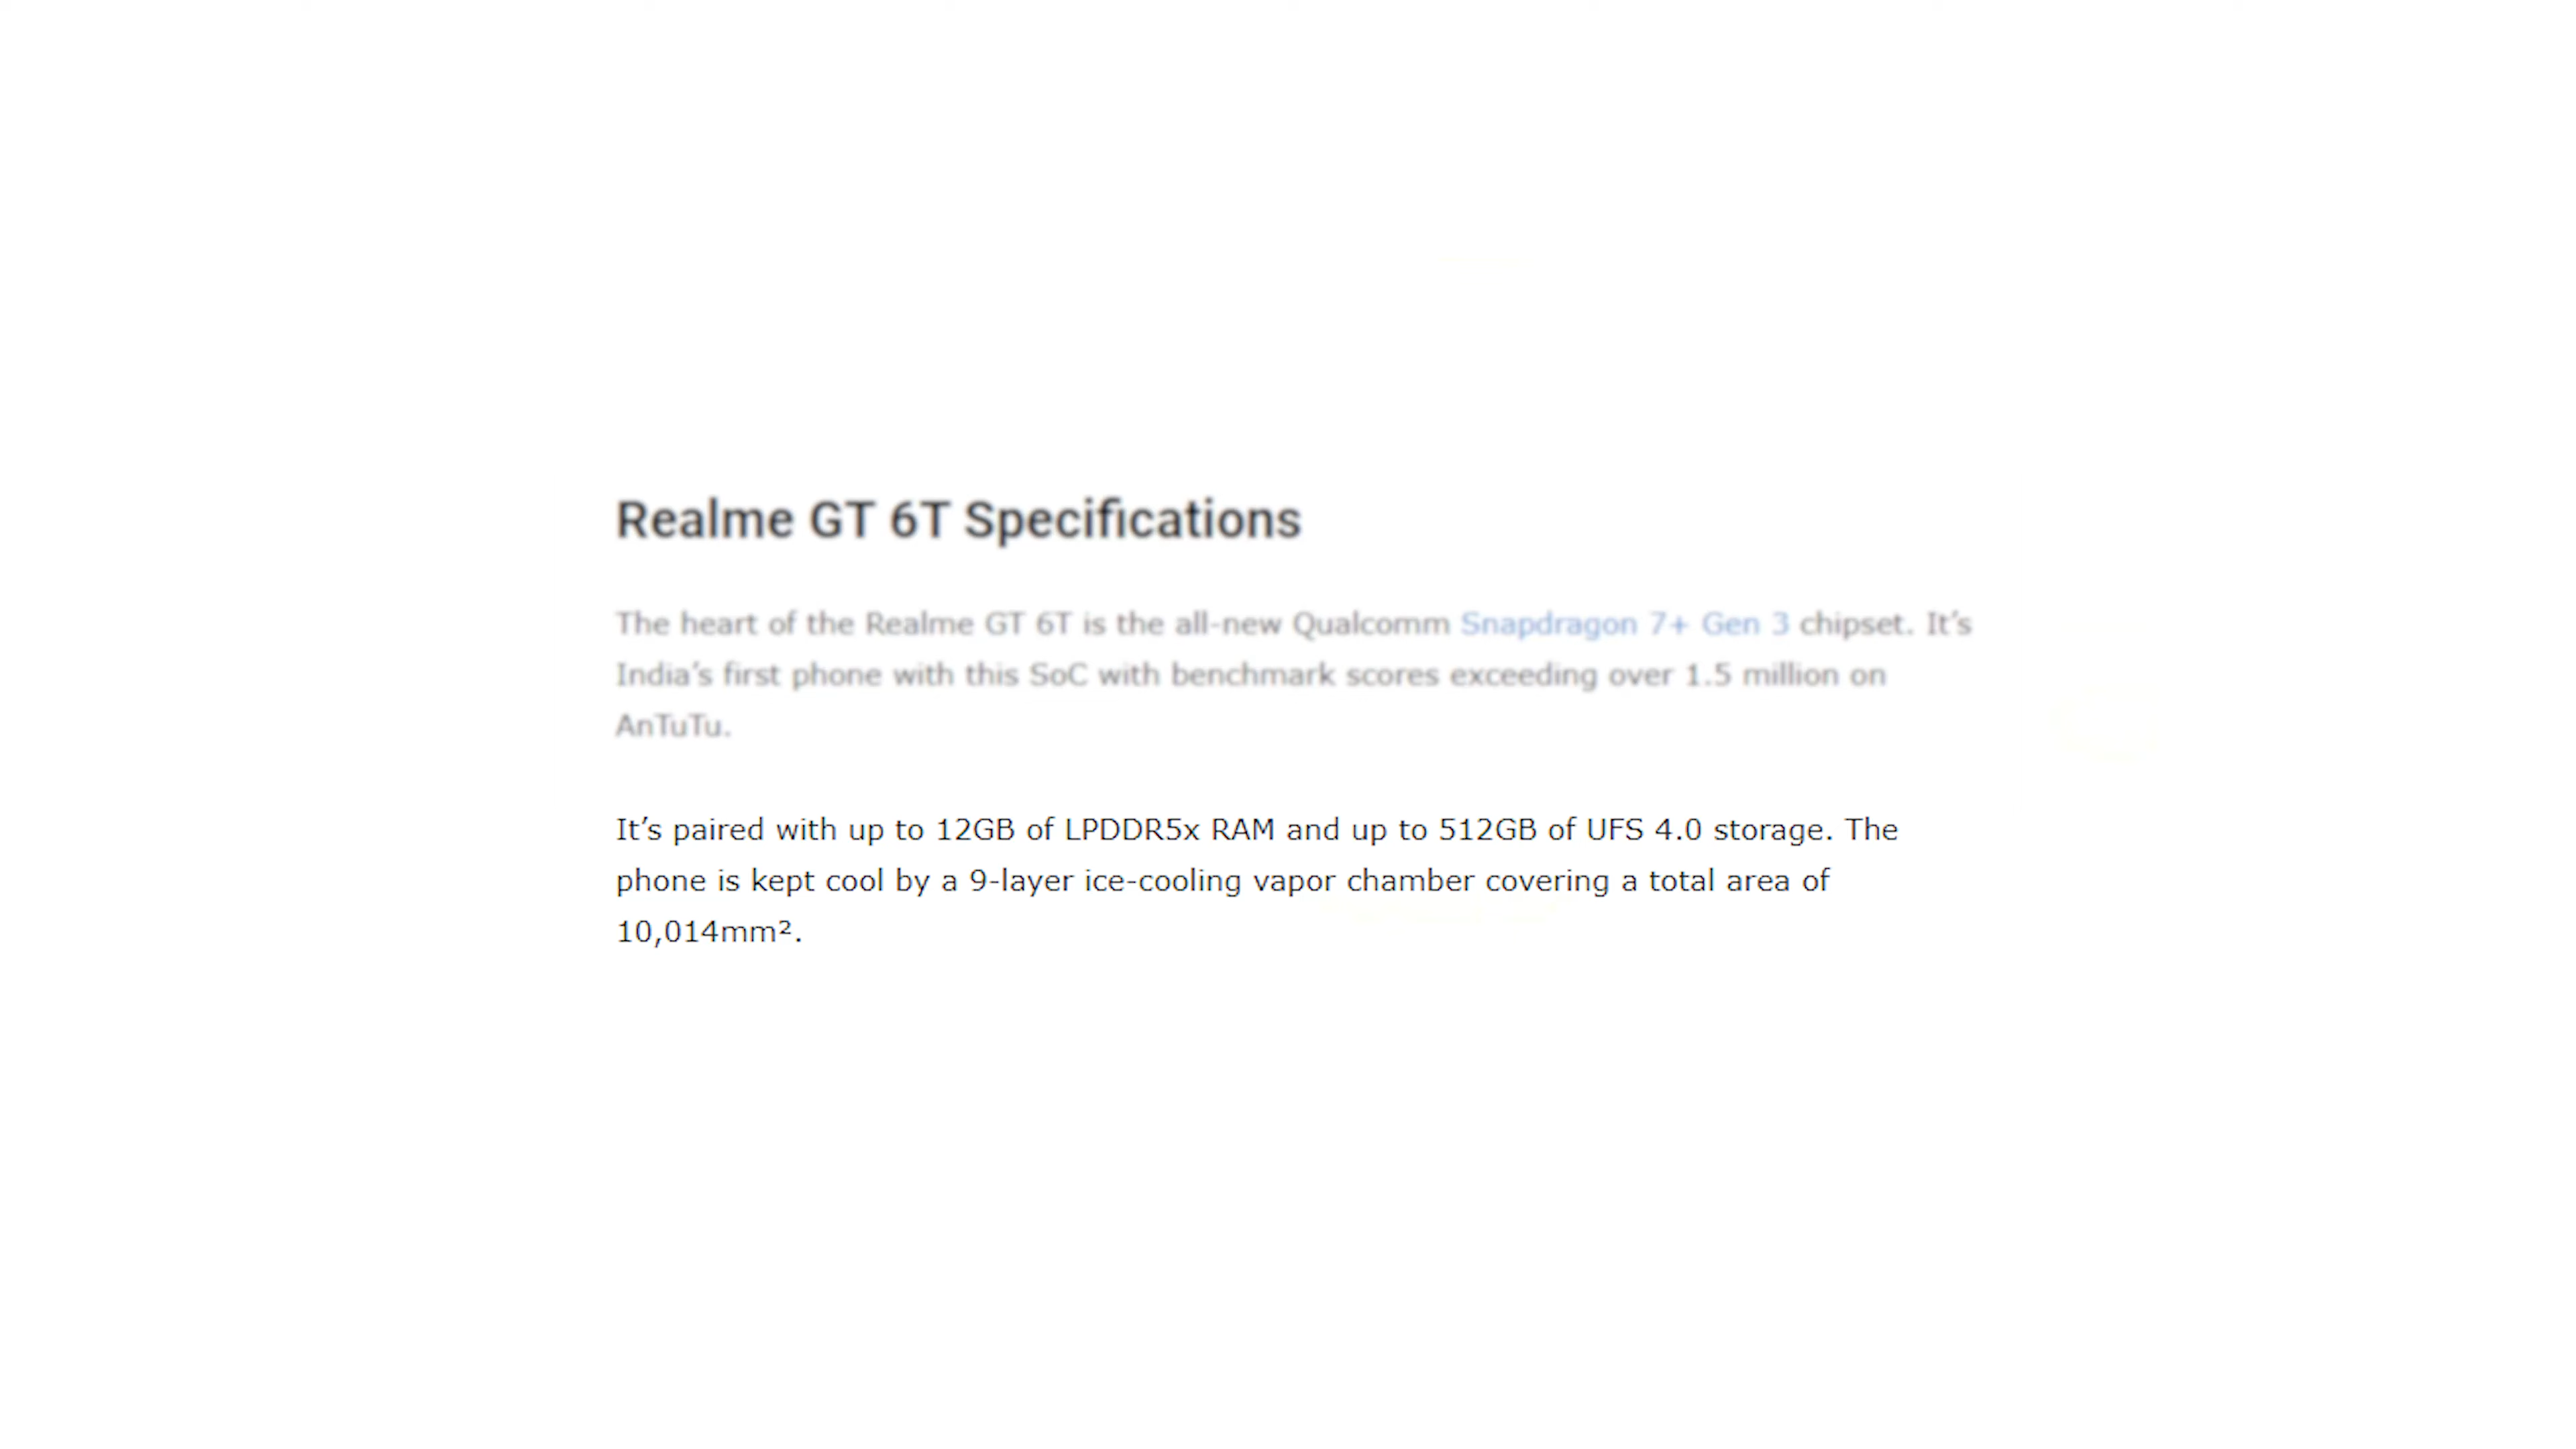 Realme GT 6T Specifications
The heart of the Realme GT 6T is the all-new Qualcomm Snapdragon 7+ Gen 3 chipset. It’s
India’s first phone with this SoC with benchmark scores exceeding over 1.5 million on
AnTuTu.
It’s paired with up to 12GB of LPDDR5x RAM and up to 512GB of UFS 4.0 storage. The
phone is kept cool by a 9-layer ice-cooling vapor chamber covering a total area of
10,014mm².